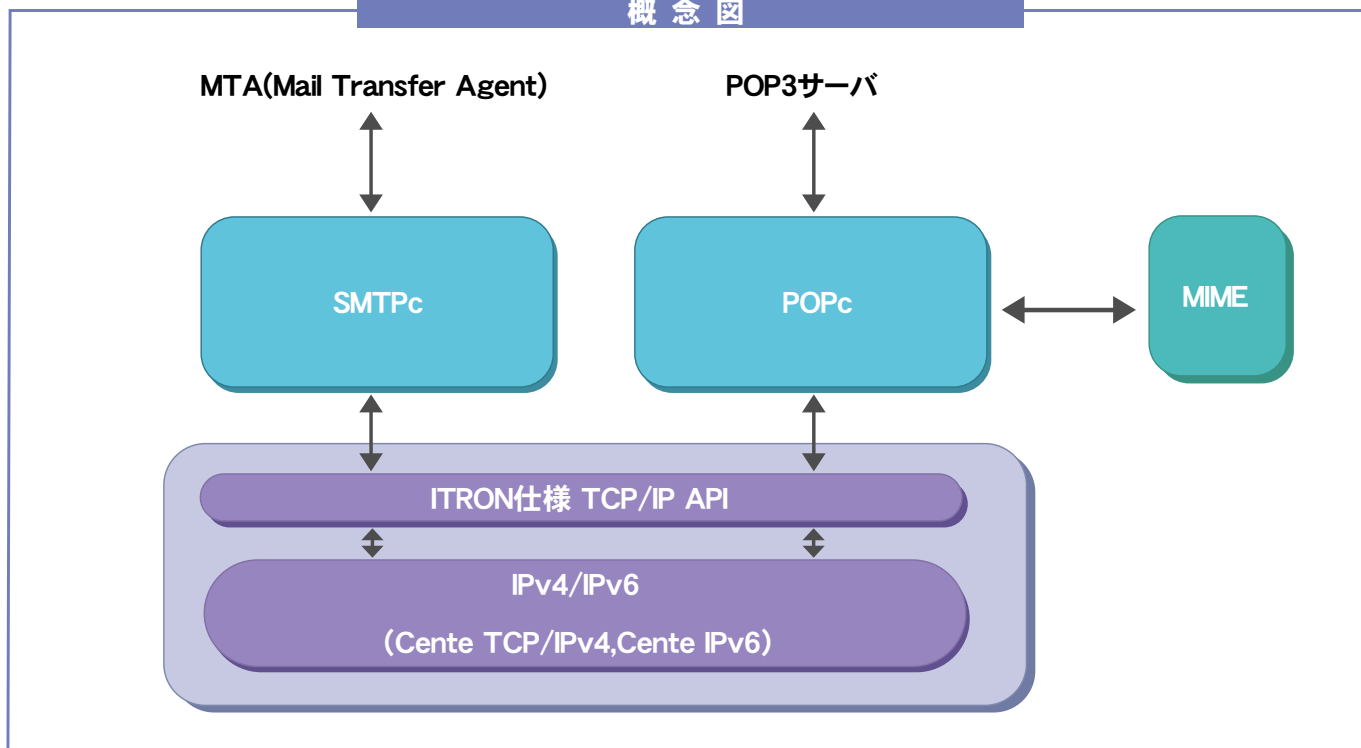 概念図
MTA(Mail Transfer Agent)
POP3サーバ
SMTPc
POPc
MIME
ITRON仕様 TCP/IP API
IPv4/IPv6
(Cente TCP/IPv4,Cente IPv6)